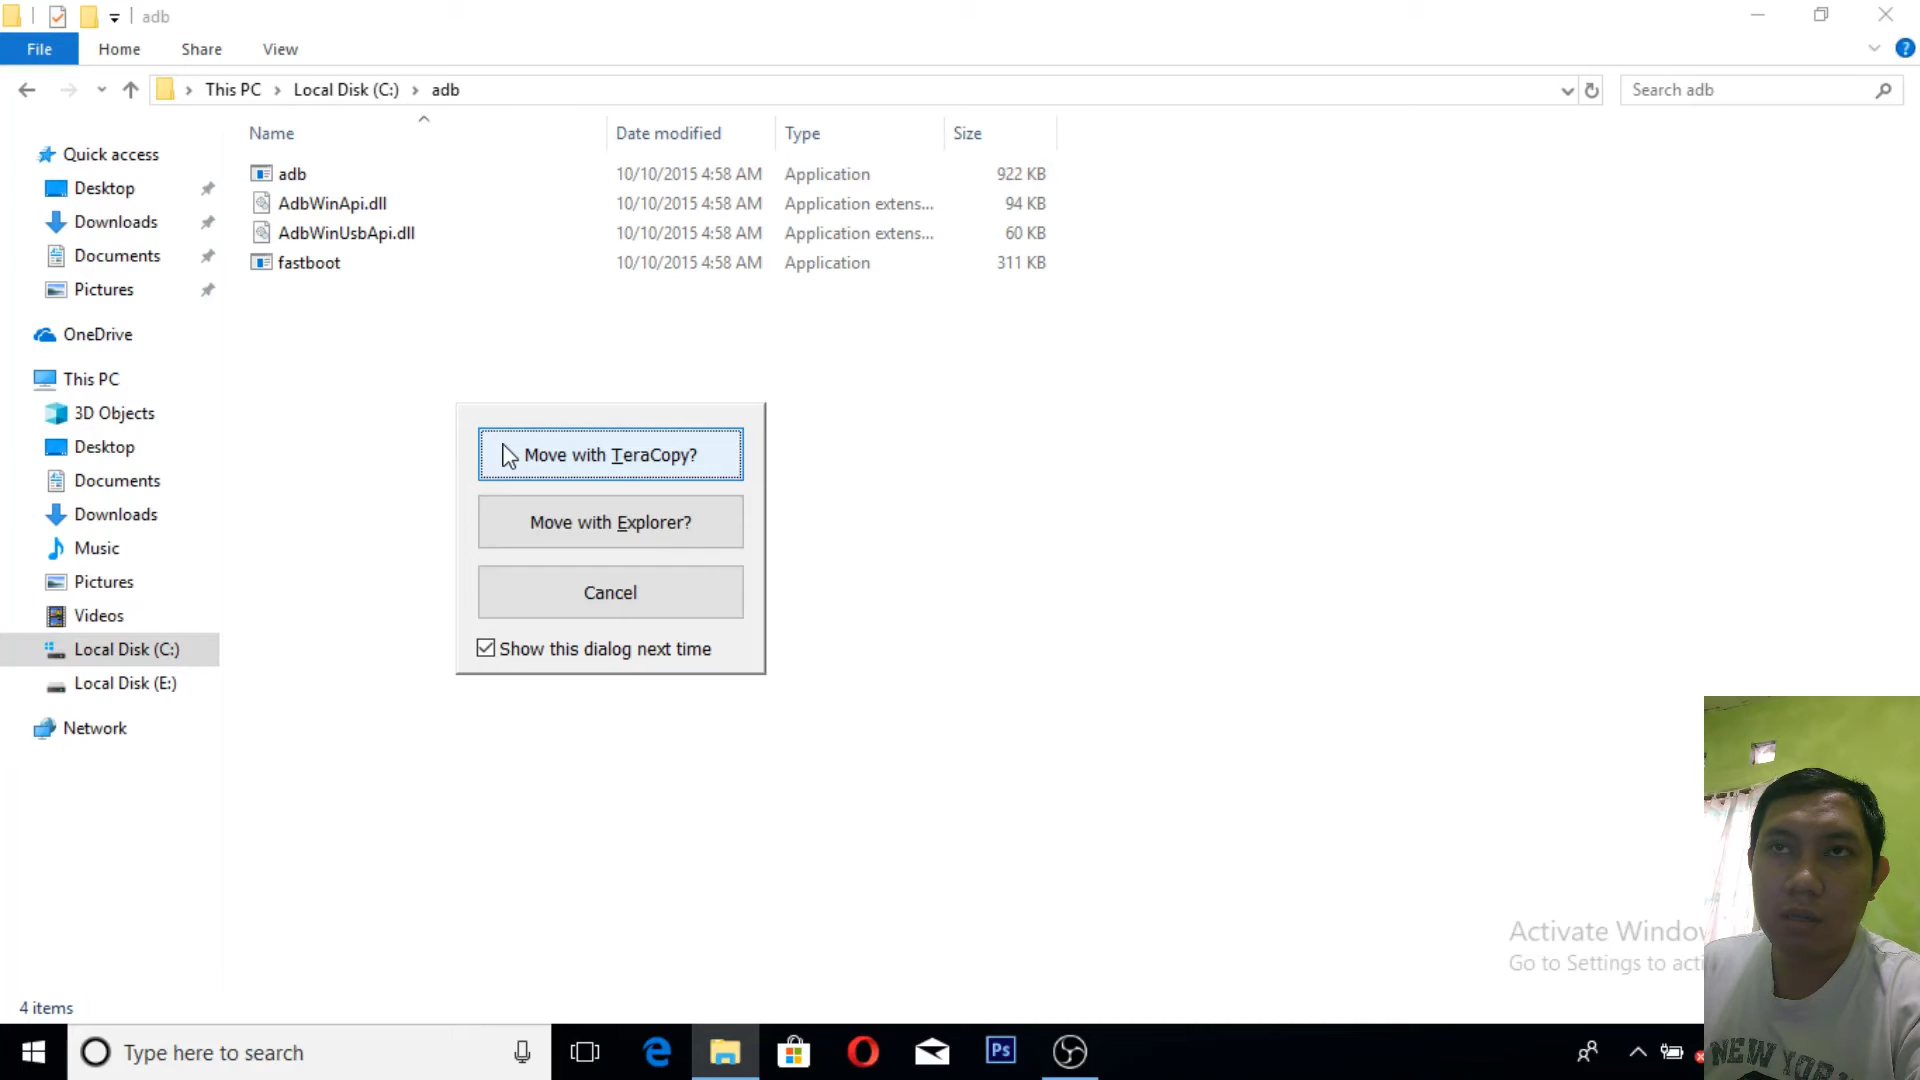 adb
File Home Share View
This PC Local Disk (C:) adb
Search adb
Name Date modified Type Size
adb 10/10/2015 4:58 AM Application 922 KB
AdbWinApi.dll 10/10/2015 4:58 AM Application extens... 94 KB
AdbWinUsbApi.dll 10/10/2015 4:58 AM Application extens... 60 KB
fastboot 10/10/2015 4:58 AM Application 311 KB
Quick access
Desktop
Downloads
Documents
Pictures
OneDrive
This PC
3D Objects
Desktop
Documents
Downloads
Music
Pictures
Videos
Local Disk (C:)
Local Disk (E:)
Network
Move with TeraCopy?
Move with Explorer?
Cancel
Show this dialog next time
Activate Window
Go to Settings to acti
4 items
Type here to search
Ps
NEW YORK